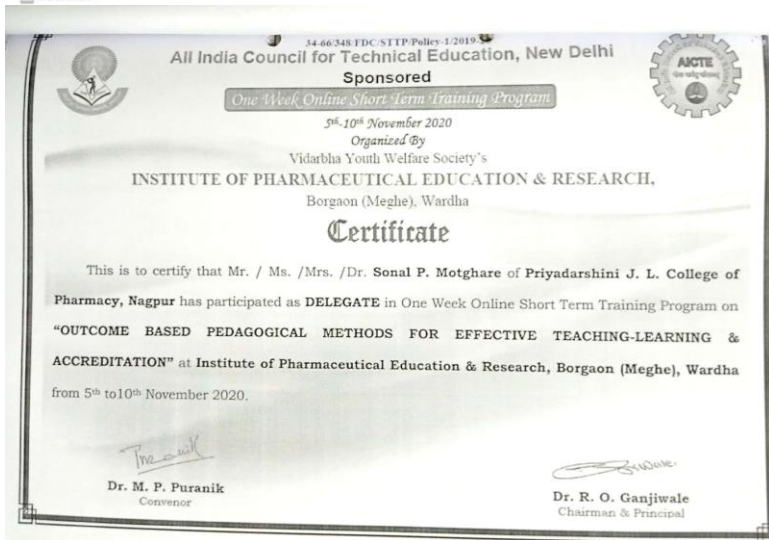 34-66/348/FDC/STTP/Policy-1/2019
All India Council for Technical Education, New Delhi
Sponsored
One Week Online Short Term Training Program
5th-10th November 2020
Organized By
Vidarbha Youth Welfare Society's
INSTITUTE OF PHARMACEUTICAL EDUCATION & RESEARCH,
Borgaon (Meghe), Wardha
Certificate
This is to certify that Mr. / Ms. /Mrs. /Dr. Sonal P. Motghare of Priyadarshini J. L. College of
Pharmacy, Nagpur has participated as DELEGATE in One Week Online Short Term Training Program on
"OUTCOME BASED PEDAGOGICAL METHODS FOR EFFECTIVE TEACHING-LEARNING &
ACCREDITATION" at Institute of Pharmaceutical Education & Research, Borgaon (Meghe), Wardha
from 5th to10th November 2020.
Dr. M. P. Puranik
Convenor
Dr. R. O. Ganjiwale
Chairman & Principal
AICTE